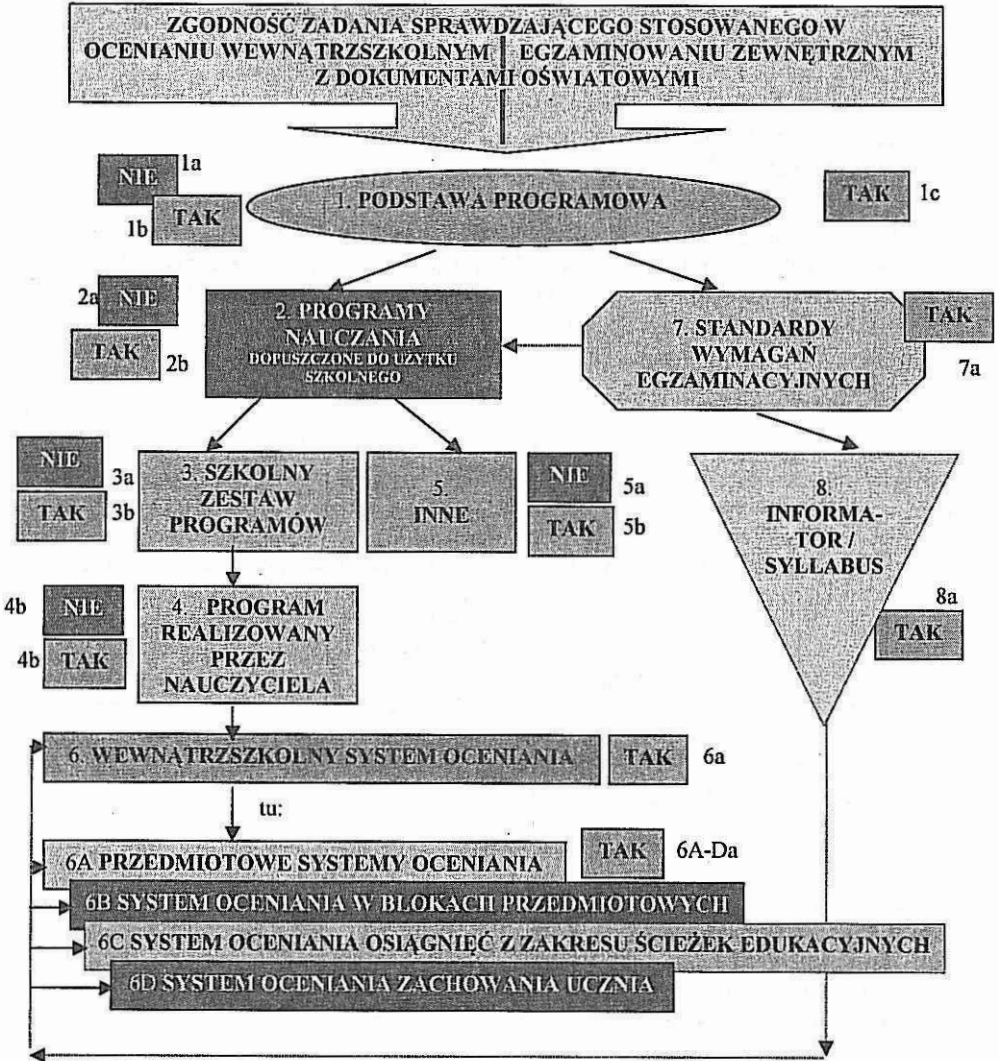 ZGODNOŚĆ ZADANIA SPRAWDZAJĄCEGO STOSOWANEGO W
OCENIANIU WEWNĄTRZSZKOLNYM EGZAMINOWANIU ZEWNĘTRZNYM
Z DOKUMENTAMI OŚWIATOWYMI
NIE 1a
1b TAK
1. PODSTAWA PROGRAMOWA
TAK 1c
2a NIE
TAK 2b
2. PROGRAMY
NAUCZANIA
DOPUSZCZONE DO UŻYTKU
SZKOLNEGO
7. STANDARDY
WYMAGAŃ
EGZAMINACYJNYCH
TAK
7a
NIE 3a
TAK 3b
3. SZKOLNY
ZESTAW
PROGRAMÓW
5.
INNE
NIE 5a
TAK 5b
8.
INFORMA-
TOR /
SYLLABUS
8a
TAK
4b NIE
4b TAK
4. PROGRAM
REALIZOWANY
PRZEZ
NAUCZYCIELA
6. WEWNĄTRZSZKOLNY SYSTEM OCENIANIA TAK 6a
tu:
6A PRZEDMIOTOWE SYSTEMY OCENIANIA TAK 6A-Da
6B SYSTEM OCENIANIA W BLOKACH PRZEDMIOTOWYCH
6C SYSTEM OCENIANIA OSIĄGNIĘĆ Z ZAKRESU ŚCIEŻEK EDUKACYJNYCH
6D SYSTEM OCENIANIA ZACHOWANIA UCZNIA